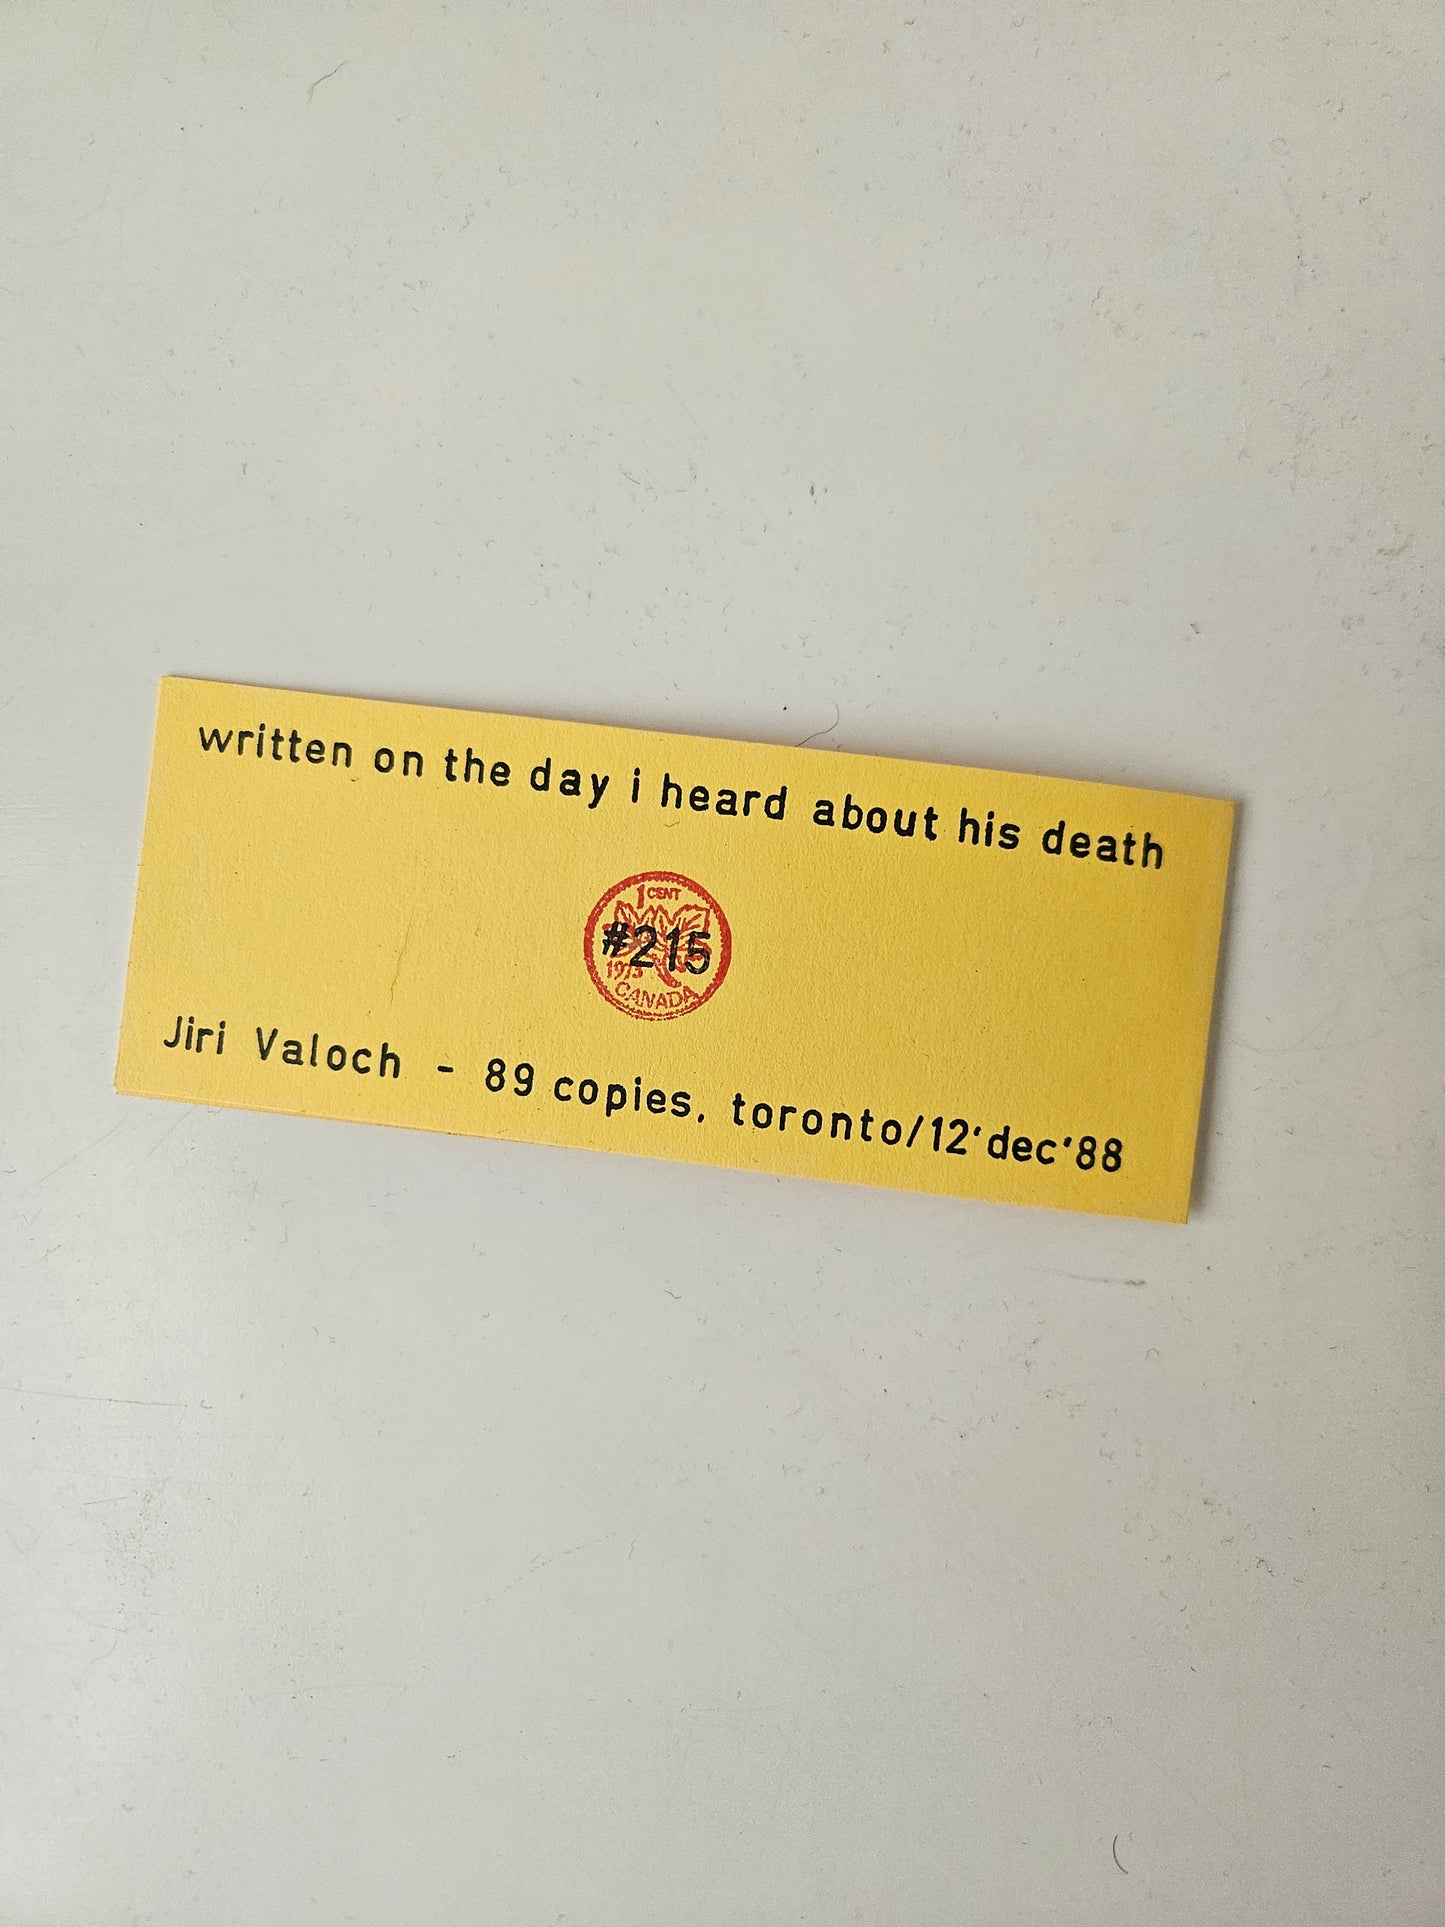 written on the day i heard about his death
1 CENT
#215
CANADA
Jiri Valoch - 89 copies, toronto/12'dec'88